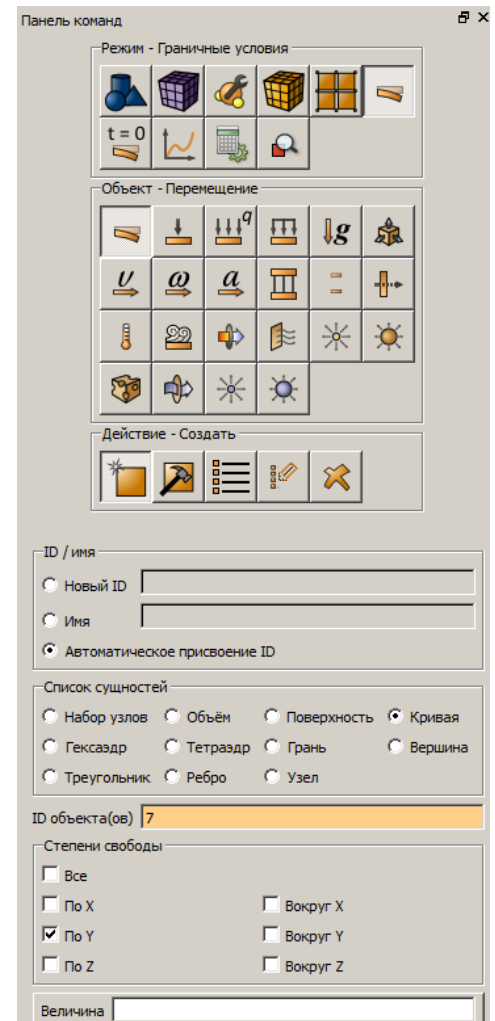 Панель команд
Режим - Граничные условия
t = 0
Объект - Перемещение
q
g
υ ω a
Действие - Создать
ID / имя
Новый ID
Имя
Автоматическое присвоение ID
Список сущностей
Набор узлов Объём Поверхность Кривая
Гексаэдр Тетраэдр Грань Вершина
Треугольник Ребро Узел
ID объекта(ов) 7
Степени свободы
Все
По X Вокруг X
По Y Вокруг Y
По Z Вокруг Z
Величина